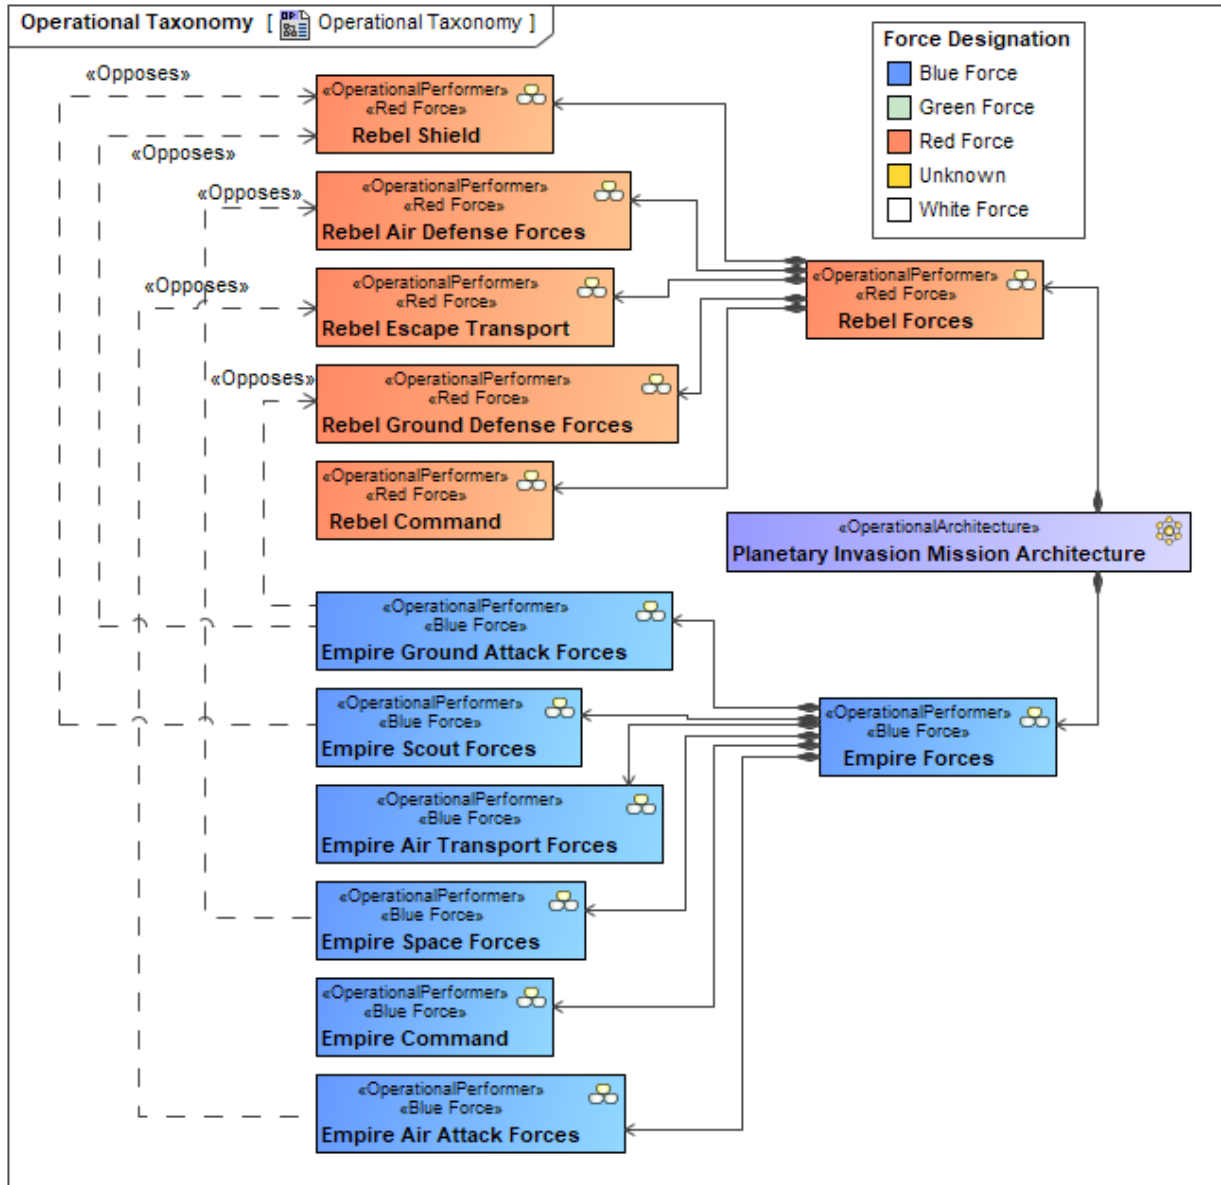 Operational Taxonomy [ Operational Taxonomy ]
Force Designation
Blue Force
Green Force
Red Force
Unknown
White Force
«Opposes»
«OperationalPerformer»
«Red Force»
Rebel Shield
«Opposes»
«Opposes»
«OperationalPerformer»
«Red Force»
Rebel Air Defense Forces
«Opposes»
«OperationalPerformer»
«Red Force»
Rebel Escape Transport
«OperationalPerformer»
«Red Force»
Rebel Forces
«Opposes»
«OperationalPerformer»
«Red Force»
Rebel Ground Defense Forces
«OperationalPerformer»
«Red Force»
Rebel Command
«OperationalArchitecture»
Planetary Invasion Mission Architecture
«OperationalPerformer»
«Blue Force»
Empire Ground Attack Forces
«OperationalPerformer»
«Blue Force»
Empire Scout Forces
«OperationalPerformer»
«Blue Force»
Empire Forces
«OperationalPerformer»
«Blue Force»
Empire Air Transport Forces
«OperationalPerformer»
«Blue Force»
Empire Space Forces
«OperationalPerformer»
«Blue Force»
Empire Command
«OperationalPerformer»
«Blue Force»
Empire Air Attack Forces